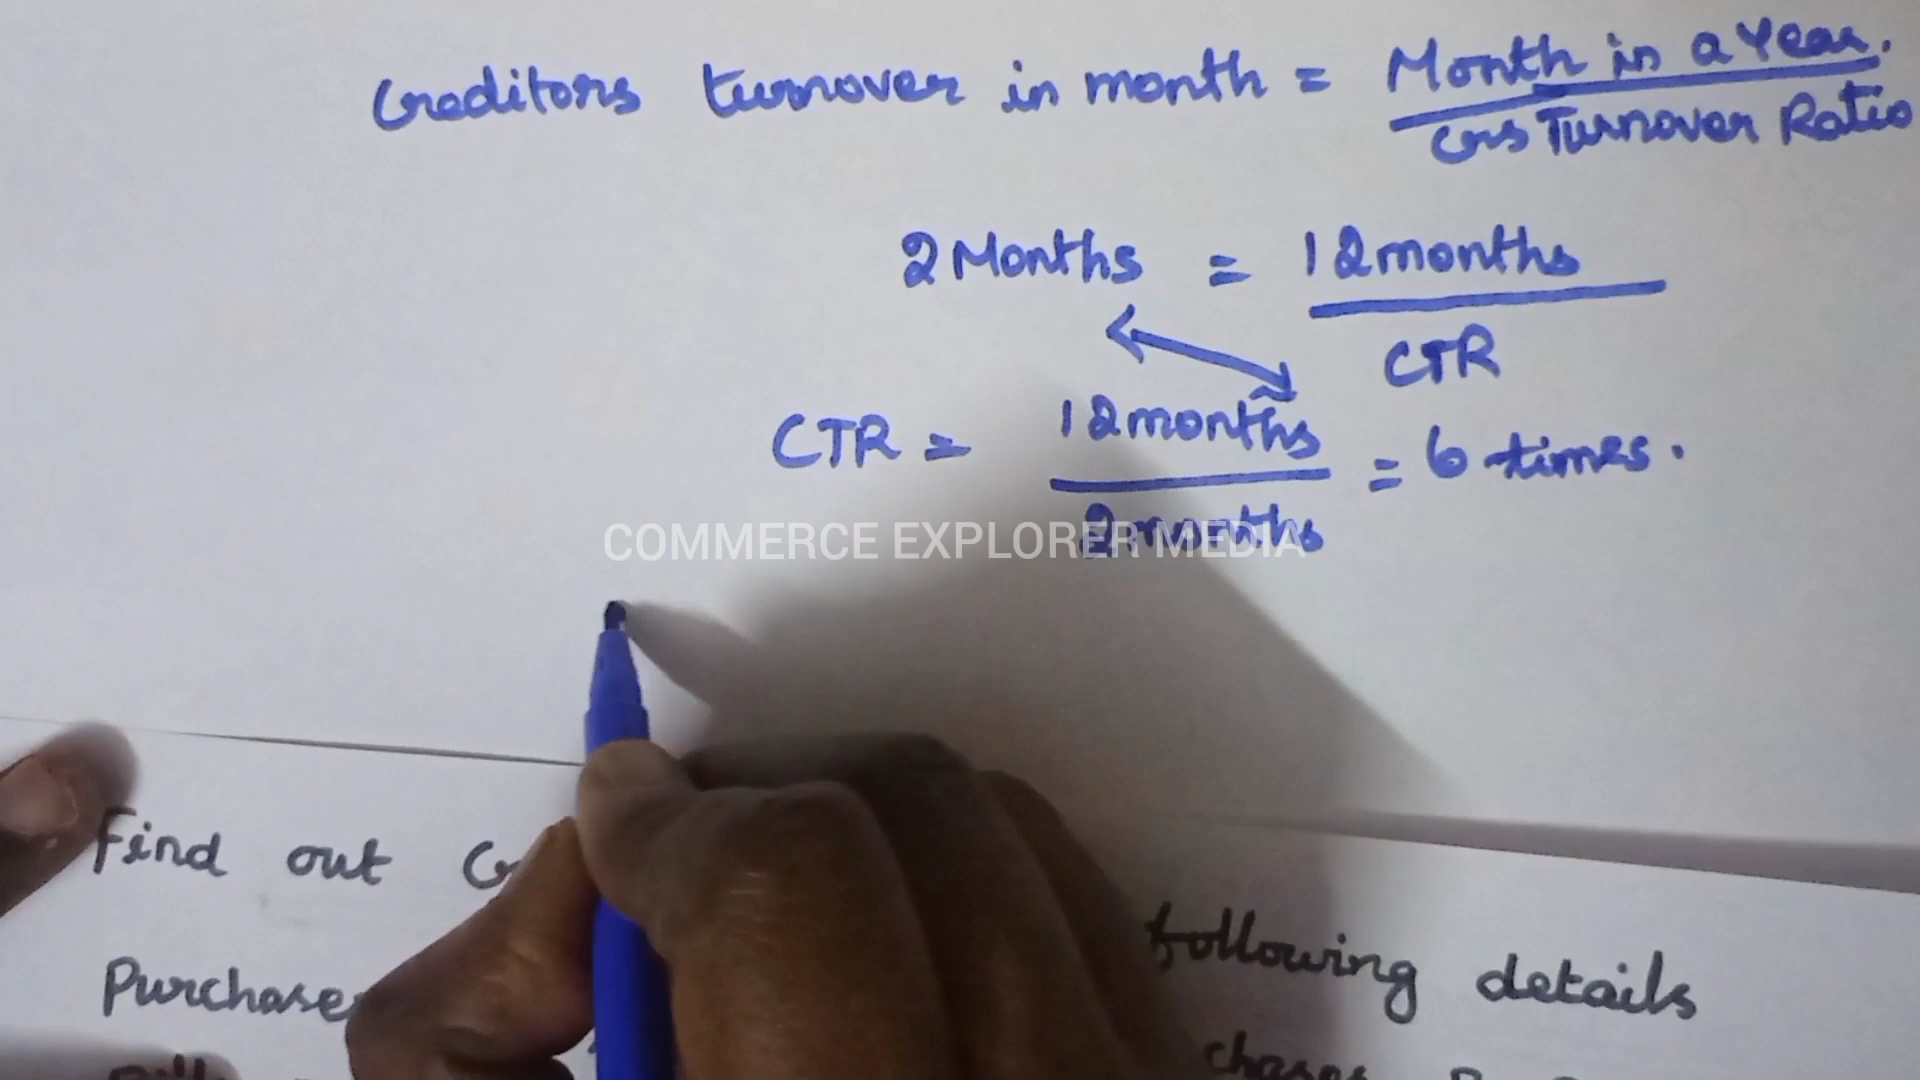 Creditors turnover in month = Month in a Year.
Crs Turnover Ratio
2 Months = 12 months
CTR
CTR = 12 months = 6 times.
2 months
COMMERCE EXPLORER MEDIA
Find out following details
Purchase